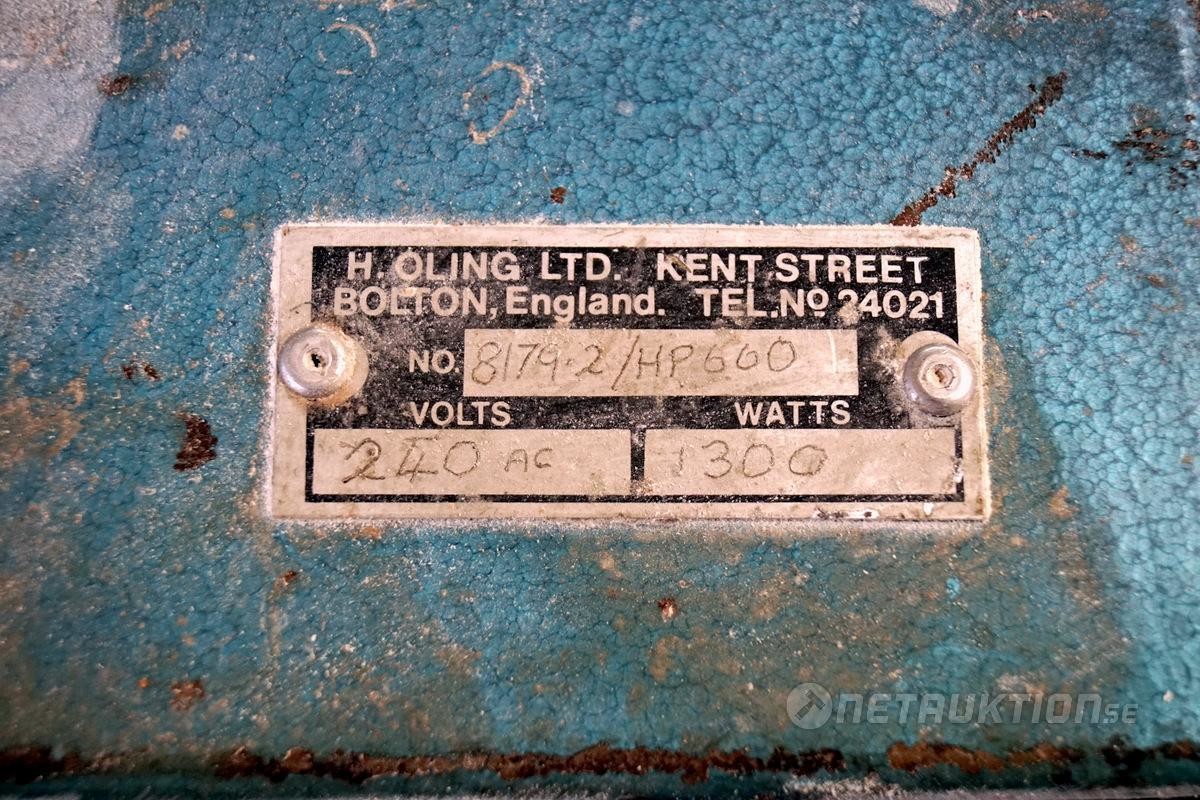 H. OLING LTD. KENT STREET
BOLTON, England. TEL. Nº 24021
NO. 8179·2/HP600
VOLTS WATTS
240 AC 1300
NETAUKTION.SE